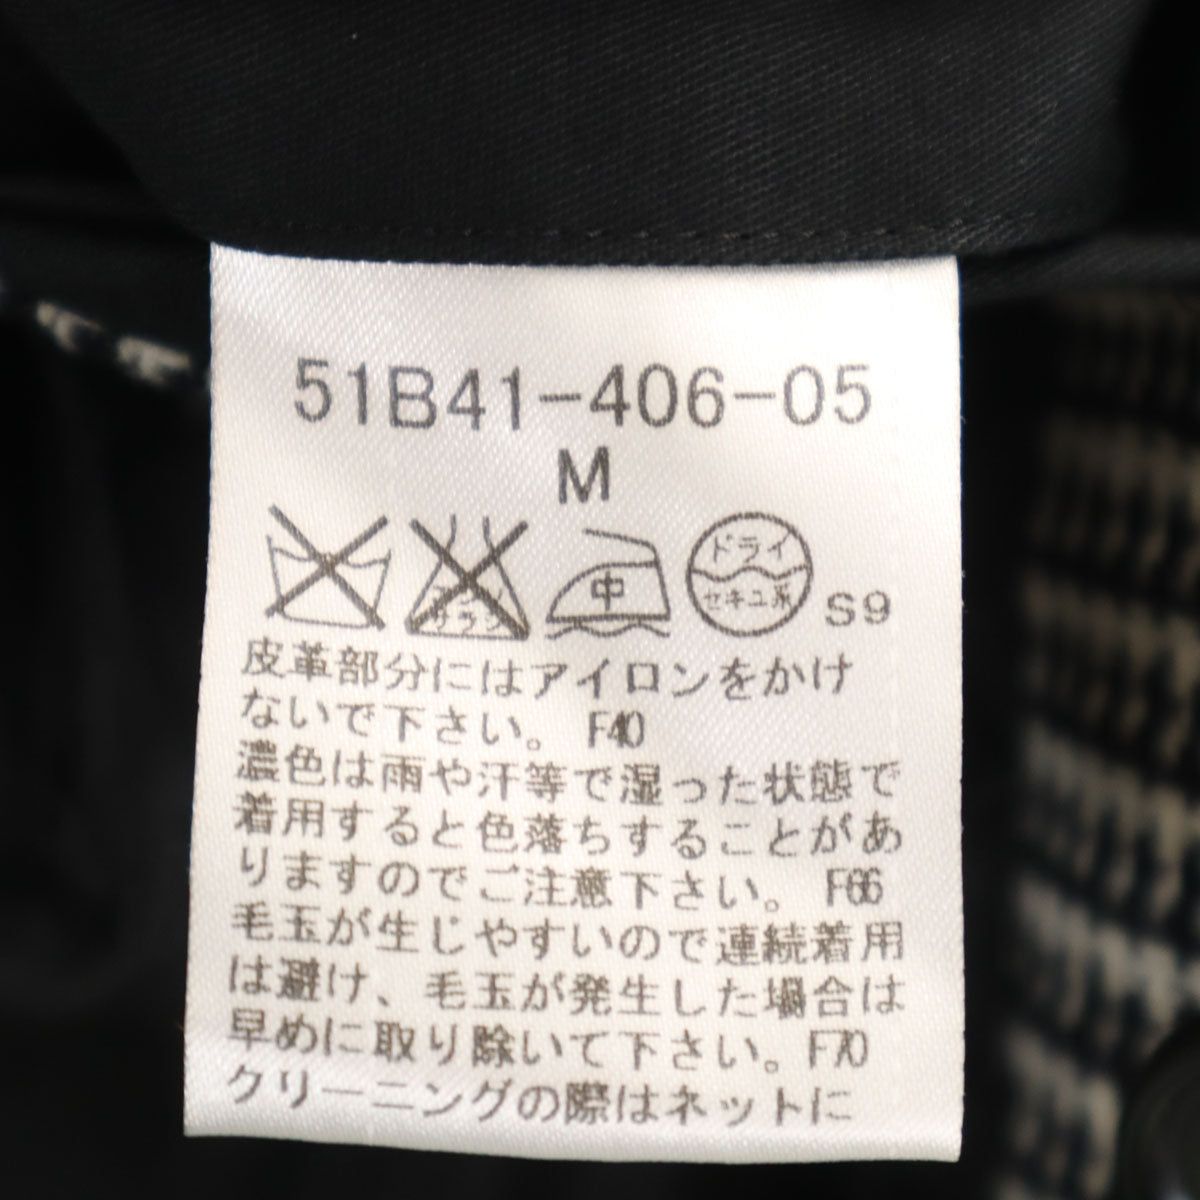 51B41-406-05
M
中
ドライ
セキユ系
S9
皮革部分にはアイロンをかけ
ないで下さい。 F40
濃色は雨や汗等で湿った状態で
着用すると色落ちすることがあ
りますのでご注意下さい。 F66
毛玉が生じやすいので連続着用
は避け、毛玉が発生した場合は
早めに取り除いて下さい。F70
クリーニングの際はネットに